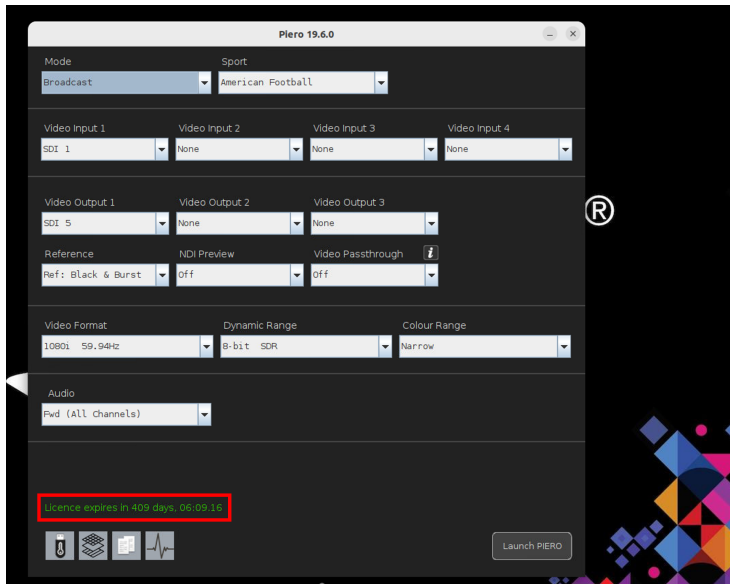 Piero 19.6.0
Mode Sport
Broadcast American Football
Video Input 1 Video Input 2 Video Input 3 Video Input 4
SDI 1 None None None
Video Output 1 Video Output 2 Video Output 3
SDI 5 None None
Reference NDI Preview Video Passthrough i
Ref: Black & Burst Off Off
Video Format Dynamic Range Colour Range
1080i 59.94Hz 8-bit SDR Narrow
Audio
Fwd (All Channels)
Licence expires in 409 days, 06:09.16
Launch PIERO
®